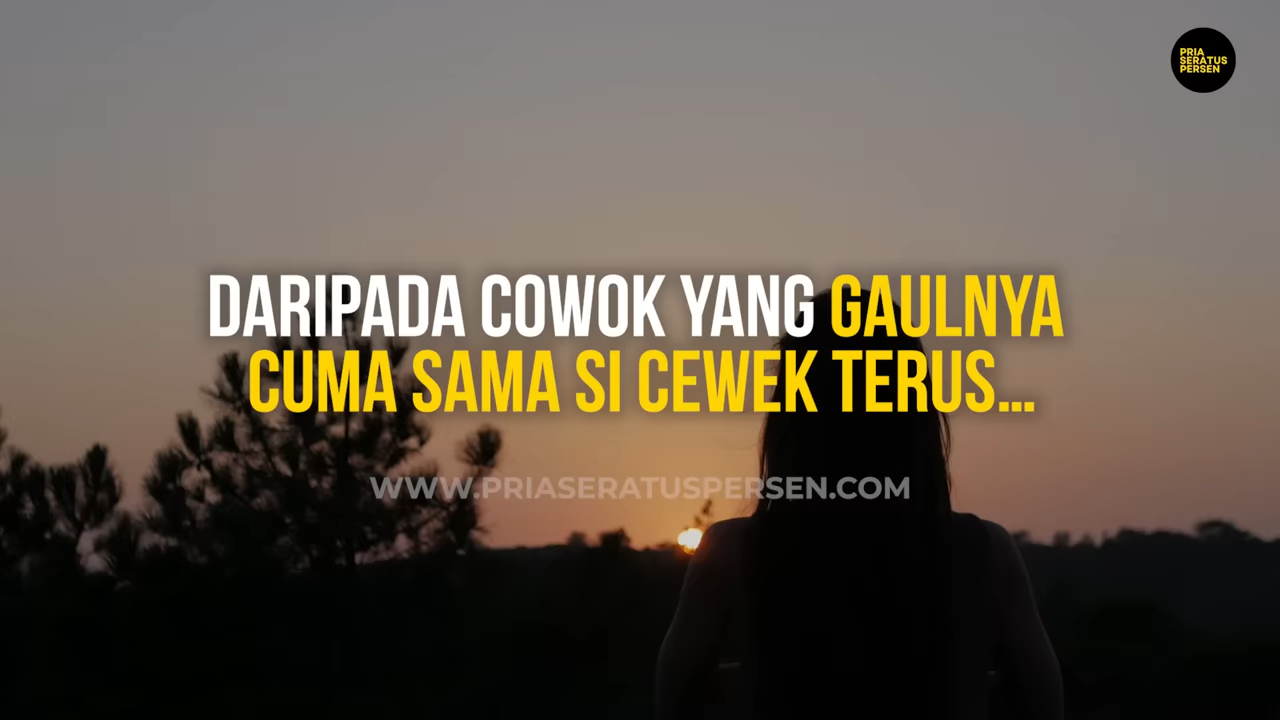 PRIA
SERATUS
PERSEN
DARIPADA COWOK YANG GAULNYA
CUMA SAMA SI CEWEK TERUS...
WWW.PRIASERATUSPERSEN.COM